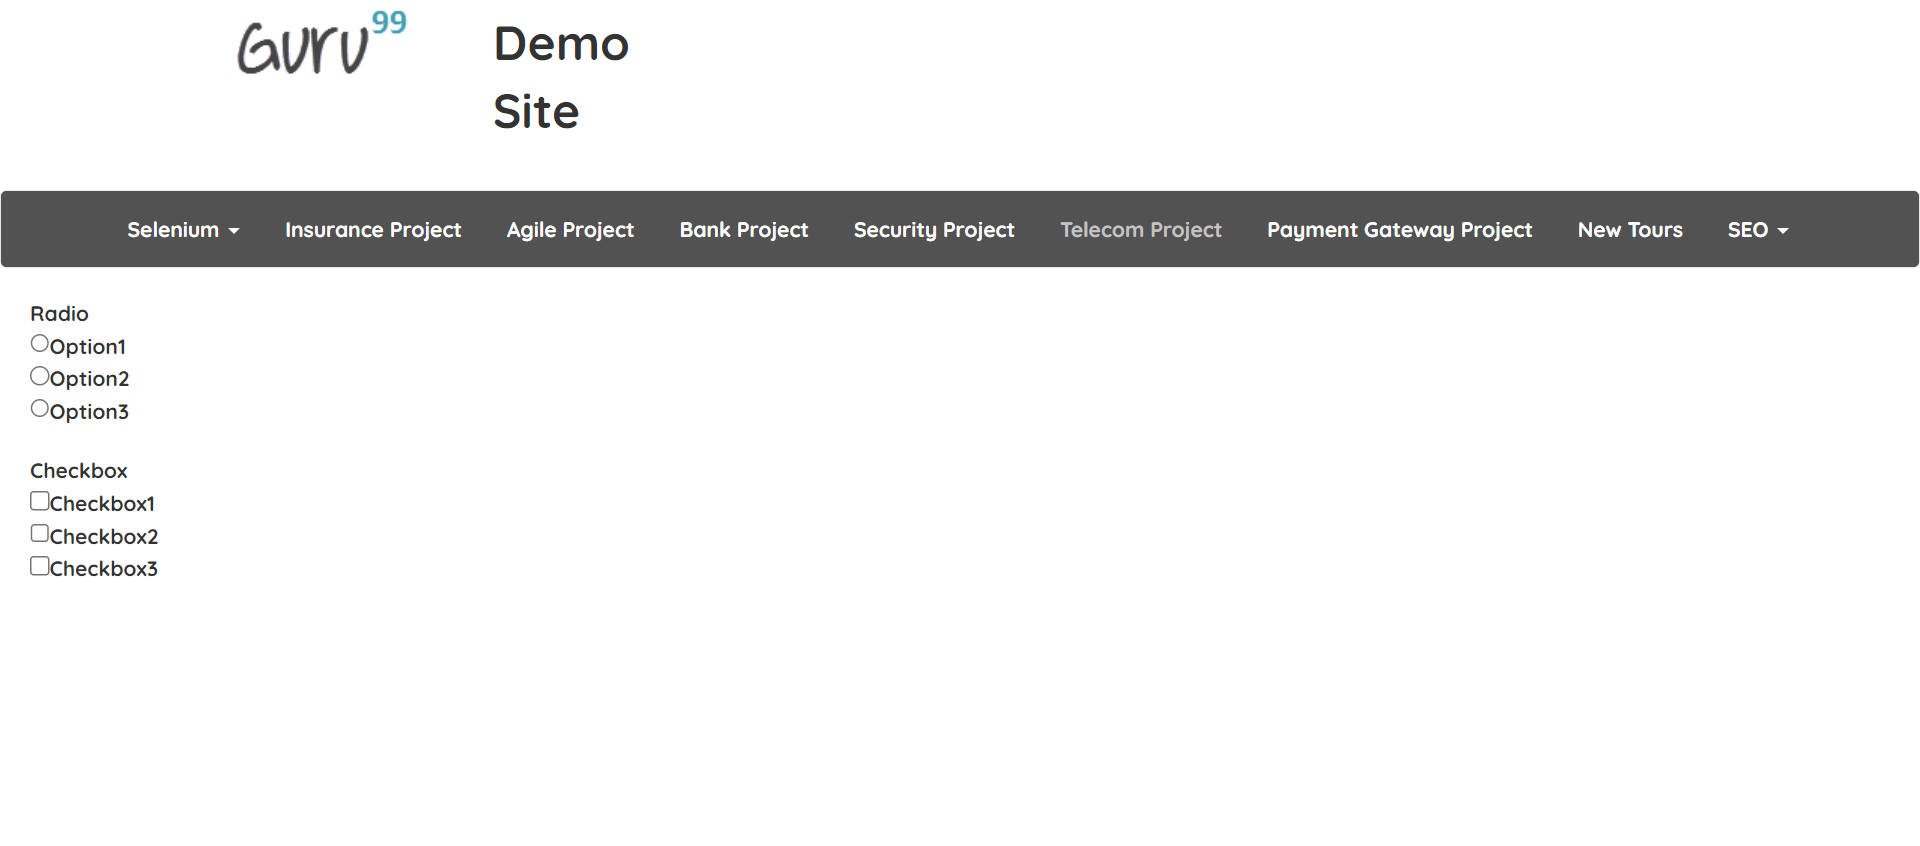 Guru99
Demo
Site
Selenium Insurance Project Agile Project Bank Project Security Project Telecom Project Payment Gateway Project New Tours SEO
Radio
Option1
Option2
Option3
Checkbox
Checkbox1
Checkbox2
Checkbox3